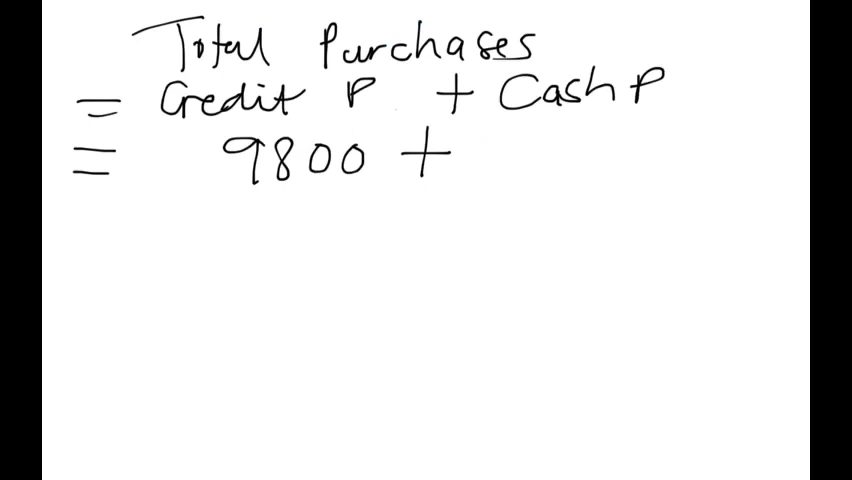 Total Purchases
= Credit P + Cash P
= 9800 +